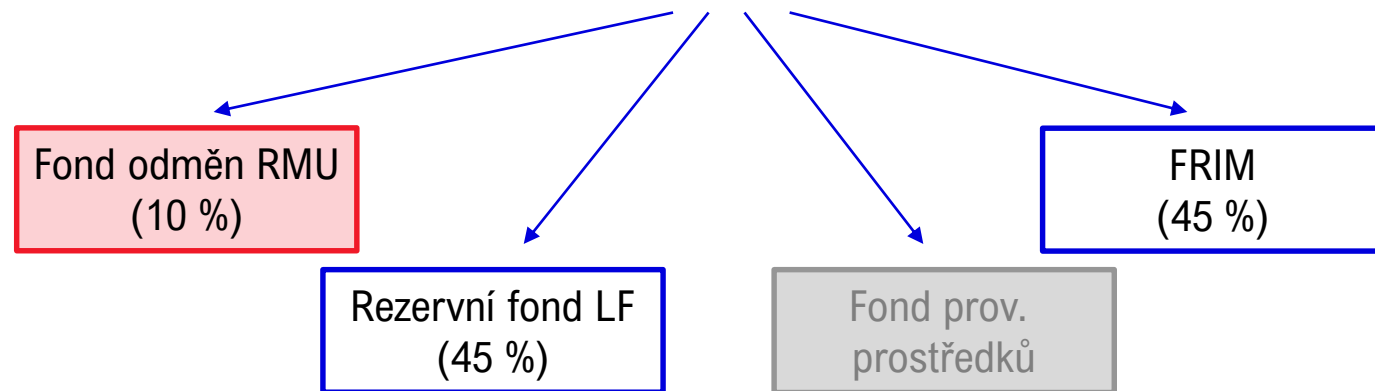 Fond odměn RMU
(10 %)
Rezervní fond LF
(45 %)
Fond prov.
prostředků
FRIM
(45 %)